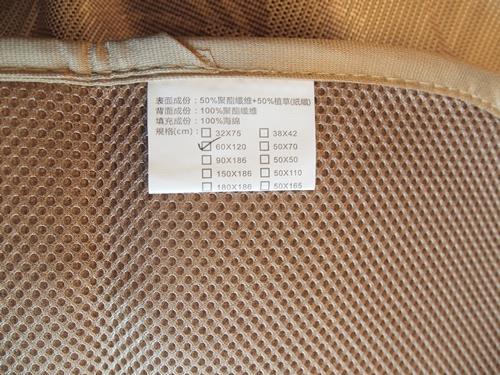 表面成份：50%聚酯纖維+50%植草(紙纖)
背面成份：100%聚酯纖維
填充成份：100%海綿
規格(cm)：□ 32X75 □ 38X42
☑ 60X120 □ 50X70
□ 90X186 □ 50X50
□ 150X186 □ 50X110
□ 180X186 □ 50X165